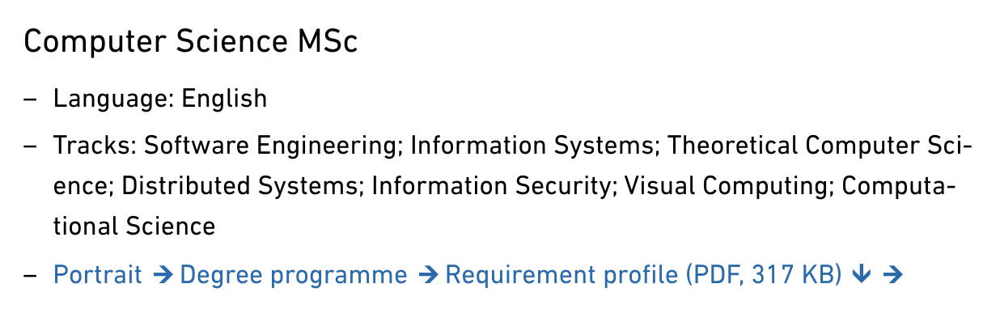 Computer Science MSc
– Language: English
– Tracks: Software Engineering; Information Systems; Theoretical Computer Sci-
ence; Distributed Systems; Information Security; Visual Computing; Computa-
tional Science
– Portrait → Degree programme → Requirement profile (PDF, 317 KB) ↓ →